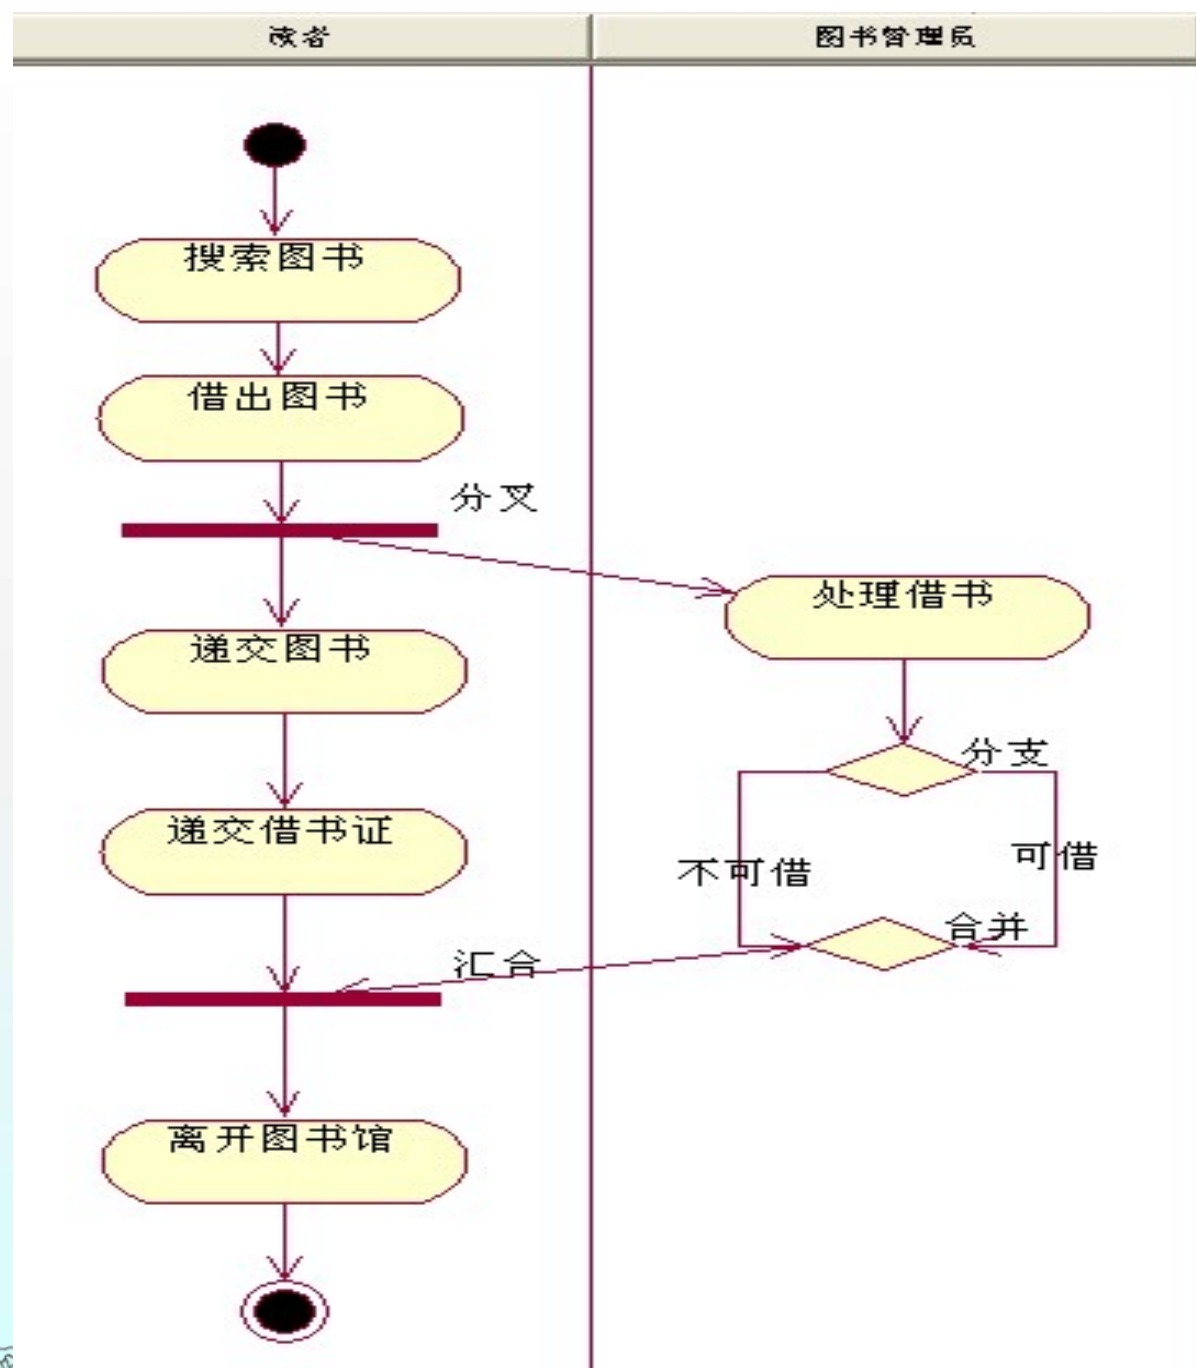 读者
图书管理员
搜索图书
借出图书
分叉
处理借书
递交图书
分支
递交借书证
不可借
可借
合并
汇合
离开图书馆